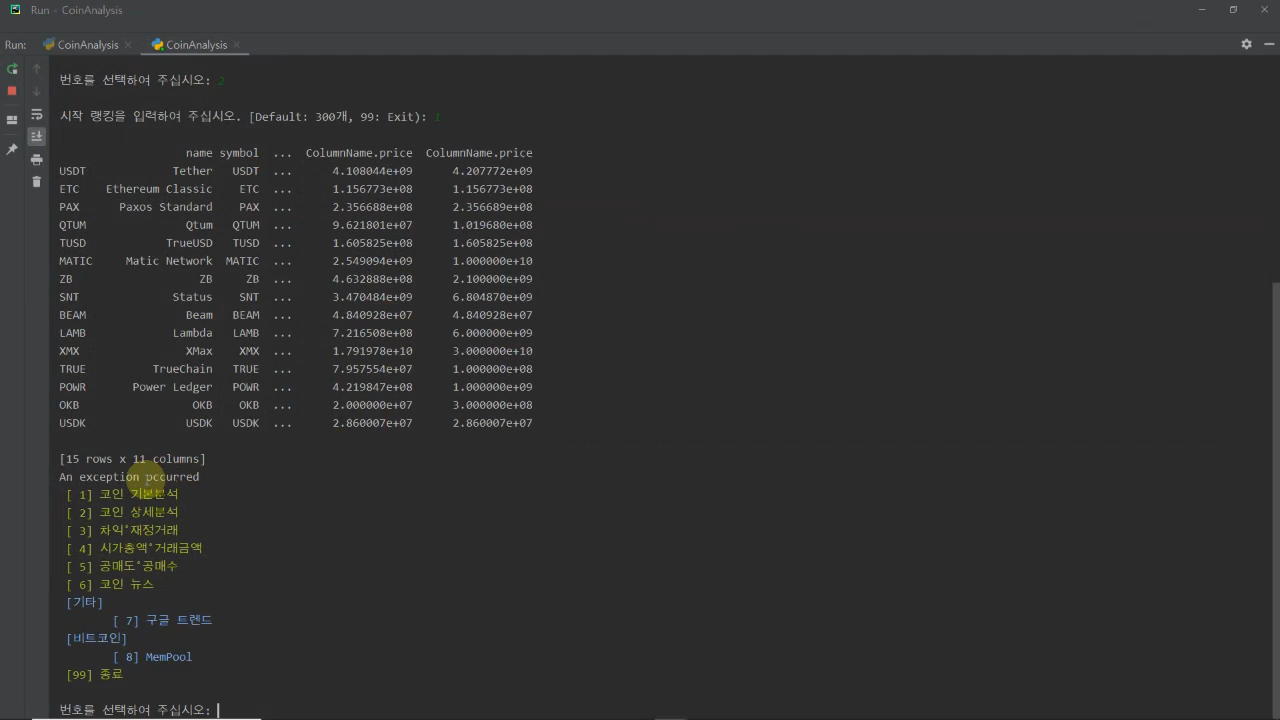 Run - CoinAnalysis
Run: CoinAnalysis CoinAnalysis
번호를 선택하여 주십시오: 2
시작 랭킹을 입력하여 주십시오. [Default: 300개, 99: Exit): 1
name symbol ... ColumnName.price ColumnName.price
USDT Tether USDT ... 4.108044e+09 4.207772e+09
ETC Ethereum Classic ETC ... 1.156773e+08 1.156773e+08
PAX Paxos Standard PAX ... 2.356688e+08 2.356689e+08
QTUM Qtum QTUM ... 9.621801e+07 1.019680e+08
TUSD TrueUSD TUSD ... 1.605825e+08 1.605825e+08
MATIC Matic Network MATIC ... 2.549094e+09 1.000000e+10
ZB ZB ZB ... 4.632888e+08 2.100000e+09
SNT Status SNT ... 3.470484e+09 6.804870e+09
BEAM Beam BEAM ... 4.840928e+07 4.840928e+07
LAMB Lambda LAMB ... 7.216508e+08 6.000000e+09
XMX XMax XMX ... 1.791978e+10 3.000000e+10
TRUE TrueChain TRUE ... 7.957554e+07 1.000000e+08
POWR Power Ledger POWR ... 4.219847e+08 1.000000e+09
OKB OKB OKB ... 2.000000e+07 3.000000e+08
USDK USDK USDK ... 2.860007e+07 2.860007e+07
[15 rows x 11 columns]
An exception occurred
[ 1] 코인 기본분석
[ 2] 코인 상세분석
[ 3] 차익°재정거래
[ 4] 시가총액°거래금액
[ 5] 공매도°공매수
[ 6] 코인 뉴스
[기타]
[ 7] 구글 트렌드
[비트코인]
[ 8] MemPool
[99] 종료
번호를 선택하여 주십시오: